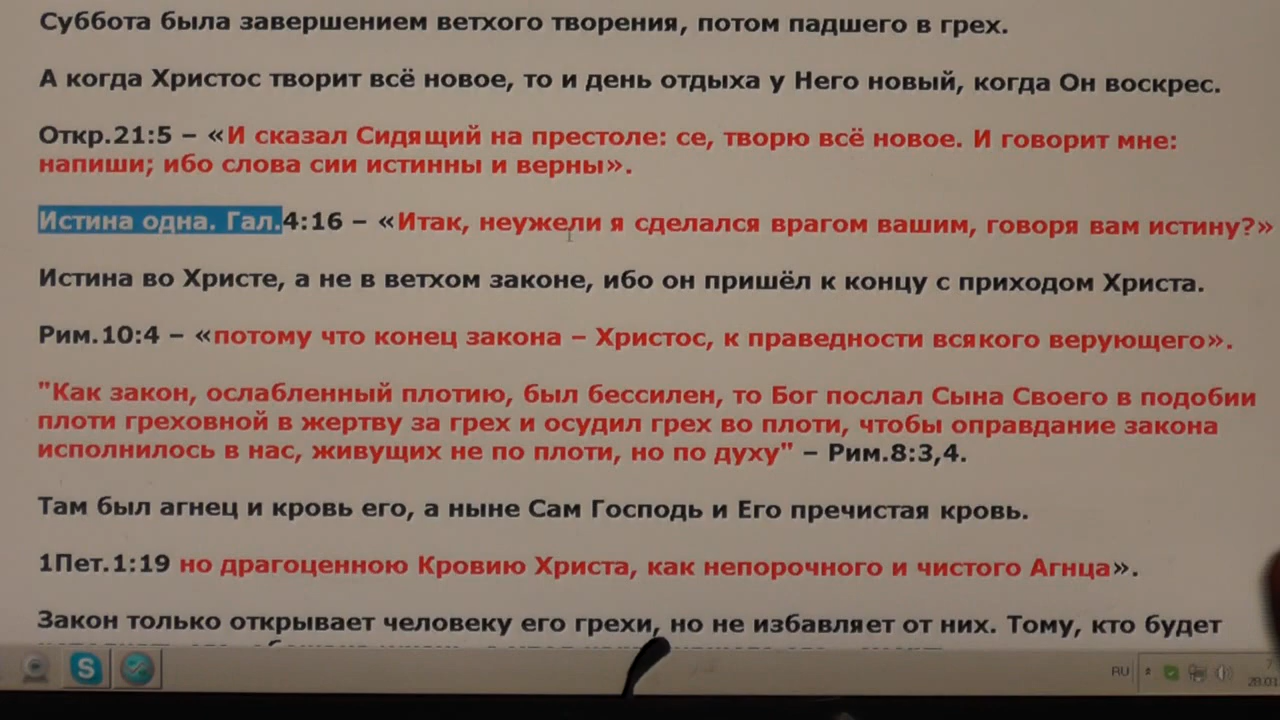 Суббота была завершением ветхого творения, потом падшего в грех.
А когда Христос творит всё новое, то и день отдыха у Него новый, когда Он воскрес.
Откр.21:5 – «И сказал Сидящий на престоле: се, творю всё новое. И говорит мне:
напиши; ибо слова сии истинны и верны».
Истина одна. Гал.4:16 – «Итак, неужели я сделался врагом вашим, говоря вам истину?»
Истина во Христе, а не в ветхом законе, ибо он пришёл к концу с приходом Христа.
Рим.10:4 – «потому что конец закона – Христос, к праведности всякого верующего».
"Как закон, ослабленный плотию, был бессилен, то Бог послал Сына Своего в подобии
плоти греховной в жертву за грех и осудил грех во плоти, чтобы оправдание закона
исполнилось в нас, живущих не по плоти, но по духу" – Рим.8:3,4.
Там был агнец и кровь его, а ныне Сам Господь и Его пречистая кровь.
1Пет.1:19 но драгоценною Кровию Христа, как непорочного и чистого Агнца».
Закон только открывает человеку его грехи, но не избавляет от них. Тому, кто будет
RU
28.01